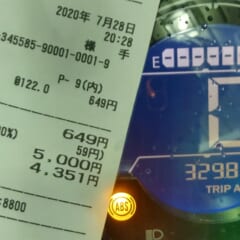 2020年 7月28日
20:28
345585-90001-0001-9
様 手
P- 9(内)
@122.0 649円
0%) 649円
59円)
5,000円
4,351円
8800
E
3298
TRIP A
ABS